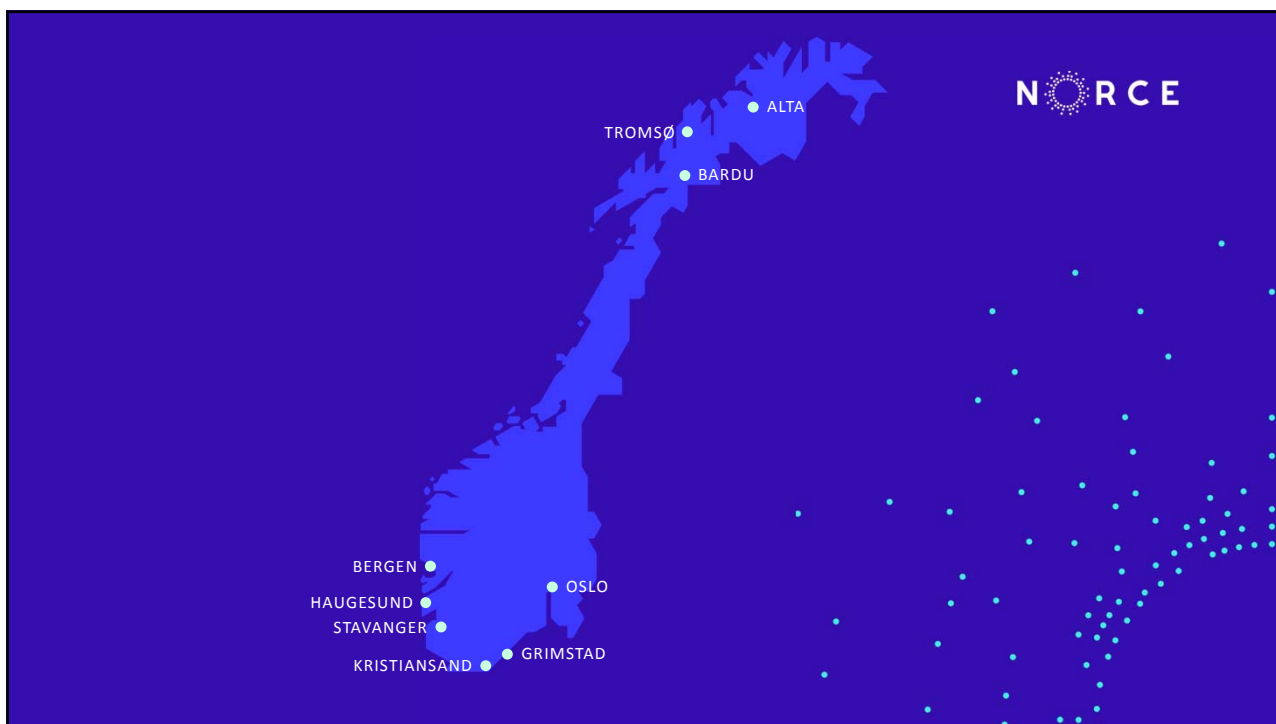 NORCE
ALTA
TROMSØ
BARDU
BERGEN
OSLO
HAUGESUND
STAVANGER
GRIMSTAD
KRISTIANSAND